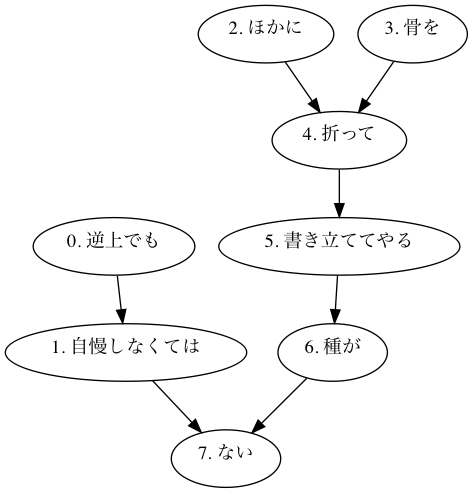 2. ほかに
3. 骨を
4. 折って
0. 逆上でも
5. 書き立ててやる
1. 自慢しなくては
6. 種が
7. ない